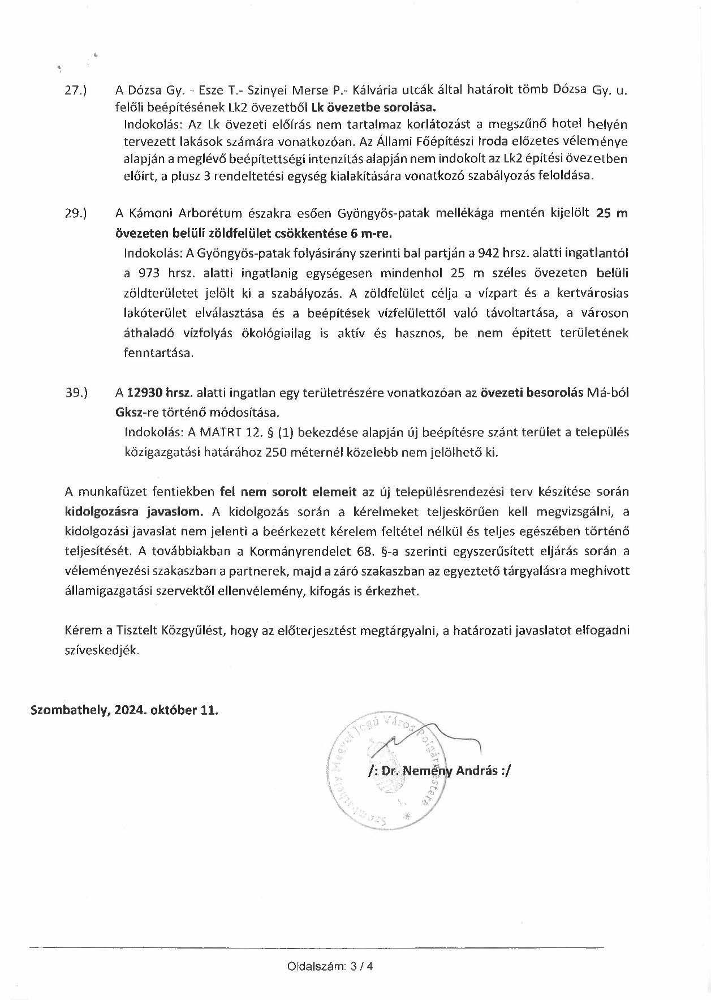 27.) A Dózsa Gy. - Esze T.- Szinyei Merse P.- Kálvária utcák által határolt tömb Dózsa Gy. u.
felőli beépítésének Lk2 övezetből Lk övezetbe sorolása.
Indokolás: Az Lk övezeti előírás nem tartalmaz korlátozást a megszűnő hotel helyén
tervezett lakások számára vonatkozóan. Az Állami Főépítészi Iroda előzetes véleménye
alapján a meglévő beépítettségi intenzitás alapján nem indokolt az Lk2 építési övezetben
előírt, a plusz 3 rendeltetési egység kialakítására vonatkozó szabályozás feloldása.
29.) A Kámoni Arborétum északra esően Gyöngyös-patak mellékága mentén kijelölt 25 m
övezeten belüli zöldfelület csökkentése 6 m-re.
Indokolás: A Gyöngyös-patak folyásirány szerinti bal partján a 942 hrsz. alatti ingatlantól
a 973 hrsz. alatti ingatlanig egységesen mindenhol 25 m széles övezeten belüli
zöldterületet jelölt ki a szabályozás. A zöldfelület célja a vízpart és a kertvárosias
lakóterület elválasztása és a beépítések vízfelülettől való távoltartása, a városon
áthaladó vízfolyás ökológiailag is aktív és hasznos, be nem épített területének
fenntartása.
39.) A 12930 hrsz. alatti ingatlan egy területrészére vonatkozóan az övezeti besorolás Má-ból
Gksz-re történő módosítása.
Indokolás: A MATRT 12. § (1) bekezdése alapján új beépítésre szánt terület a település
közigazgatási határához 250 méternél közelebb nem jelölhető ki.
A munkafüzet fentiekben fel nem sorolt elemeit az új településrendezési terv készítése során
kidolgozásra javaslom. A kidolgozás során a kérelmeket teljeskörűen kell megvizsgálni, a
kidolgozási javaslat nem jelenti a beérkezett kérelem feltétel nélkül és teljes egészében történő
teljesítését. A továbbiakban a Kormányrendelet 68. §-a szerinti egyszerűsített eljárás során a
véleményezési szakaszban a partnerek, majd a záró szakaszban az egyeztető tárgyalásra meghívott
államigazgatási szervektől ellenvélemény, kifogás is érkezhet.
Kérem a Tisztelt Közgyűlést, hogy az előterjesztést megtárgyalni, a határozati javaslatot elfogadni
szíveskedjék.
Szombathely, 2024. október 11.
Szombathely Megyei Jogú Város Polgármestere
/: Dr. Nemény András :/
Oldalszám: 3 / 4